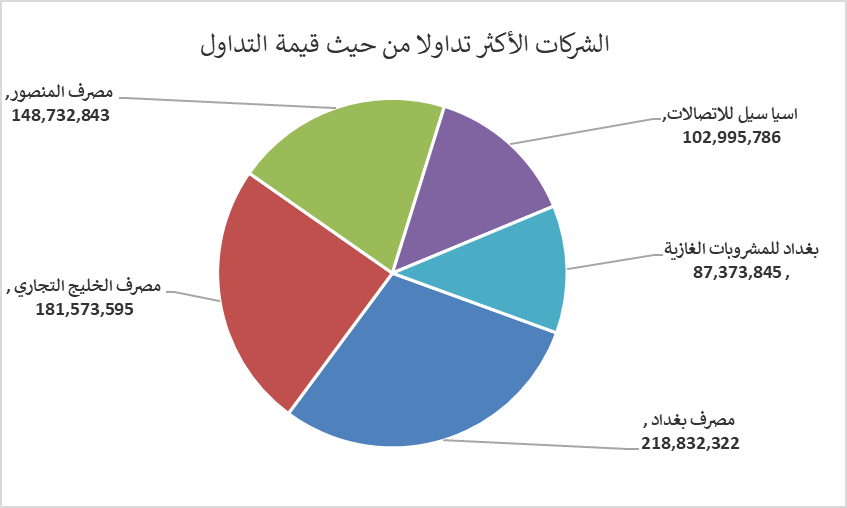 الشركات الأكثر تداولا من حيث قيمة التداول
مصرف المنصور,
148,732,843
اسيا سيل للاتصالات,
102,995,786
بغداد للمشروبات الغازية
, 87,373,845
مصرف الخليج التجاري ,
181,573,595
مصرف بغداد ,
218,832,322